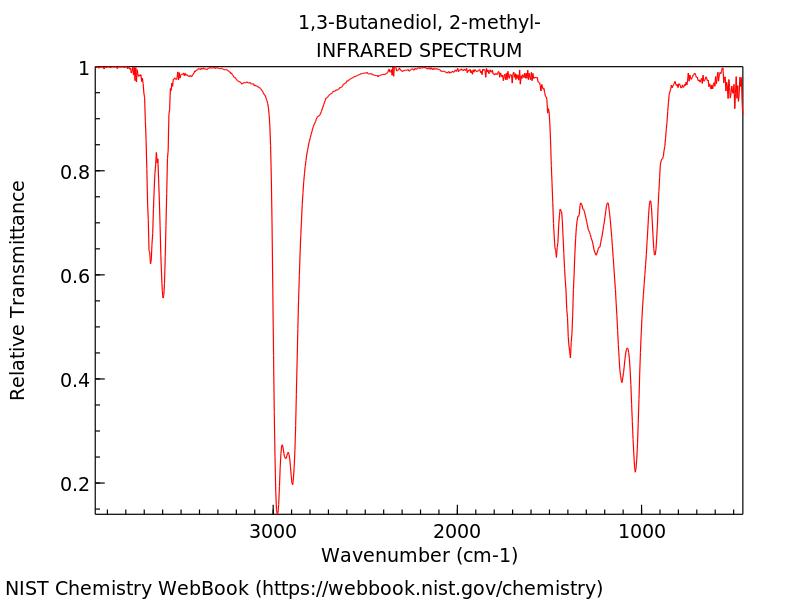 1,3-Butanediol, 2-methyl-
INFRARED SPECTRUM
1
0.8
0.6
0.4
0.2
Relative Transmittance
3000 2000 1000
Wavenumber (cm-1)
NIST Chemistry WebBook (https://webbook.nist.gov/chemistry)